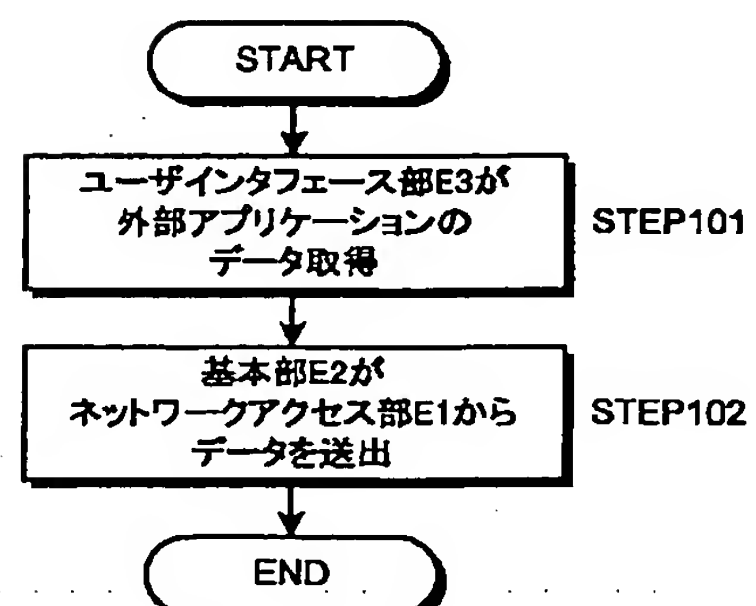 START
ユーザインタフェース部E3が
外部アプリケーションの
データ取得
STEP101
基本部E2が
ネットワークアクセス部E1から
データを送出
STEP102
END